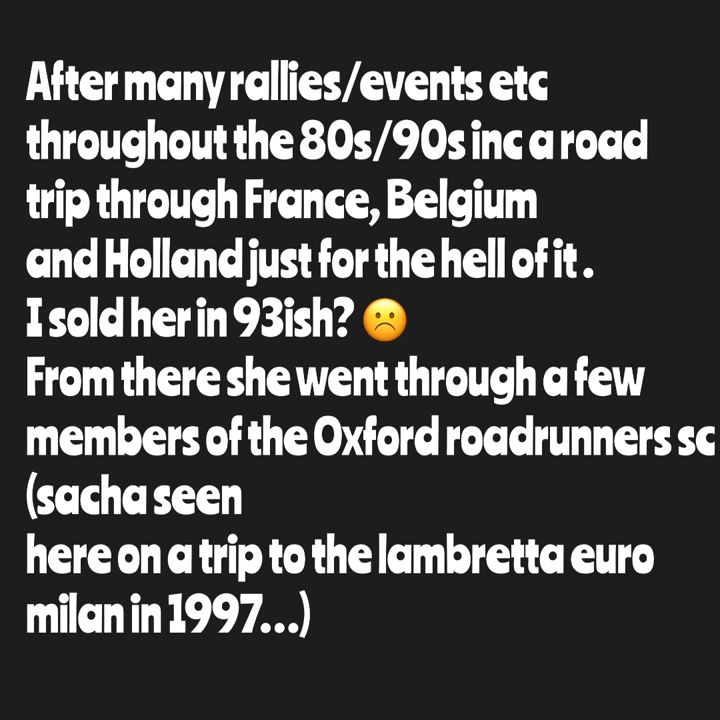 After many rallies/events etc
throughout the 80s/90s inc a road
trip through France, Belgium
and Holland just for the hell of it .
I sold her in 93ish? ☹️
From there she went through a few
members of the Oxford roadrunners sc
(sacha seen
here on a trip to the lambretta euro
milan in 1997...)